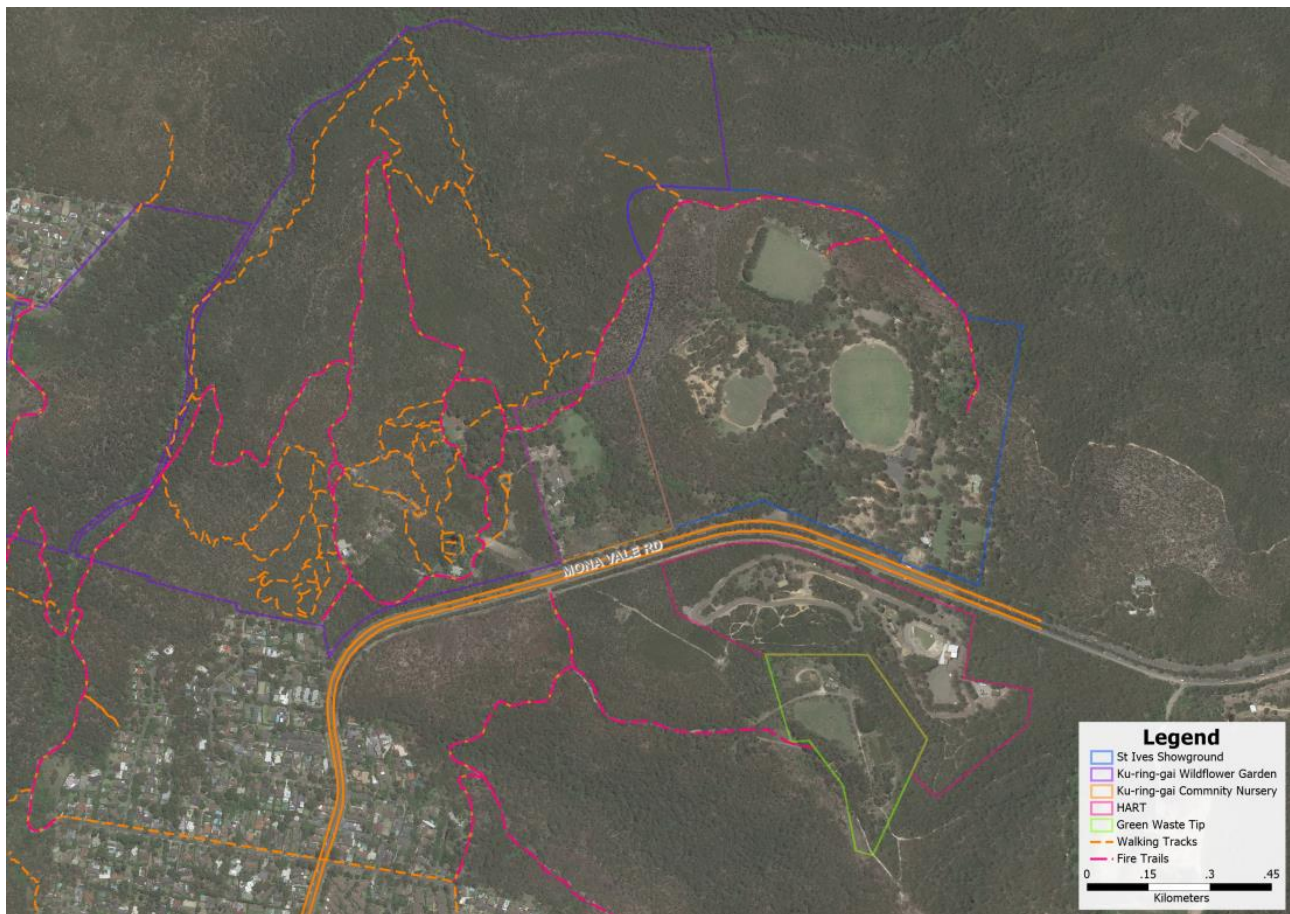 MONA VALE RD
Legend
St Ives Showground
Ku-ring-gai Wildflower Garden
Ku-ring-gai Commnity Nursery
HART
Green Waste Tip
Walking Tracks
Fire Trails
0 .15 .3 .45
Kilometers